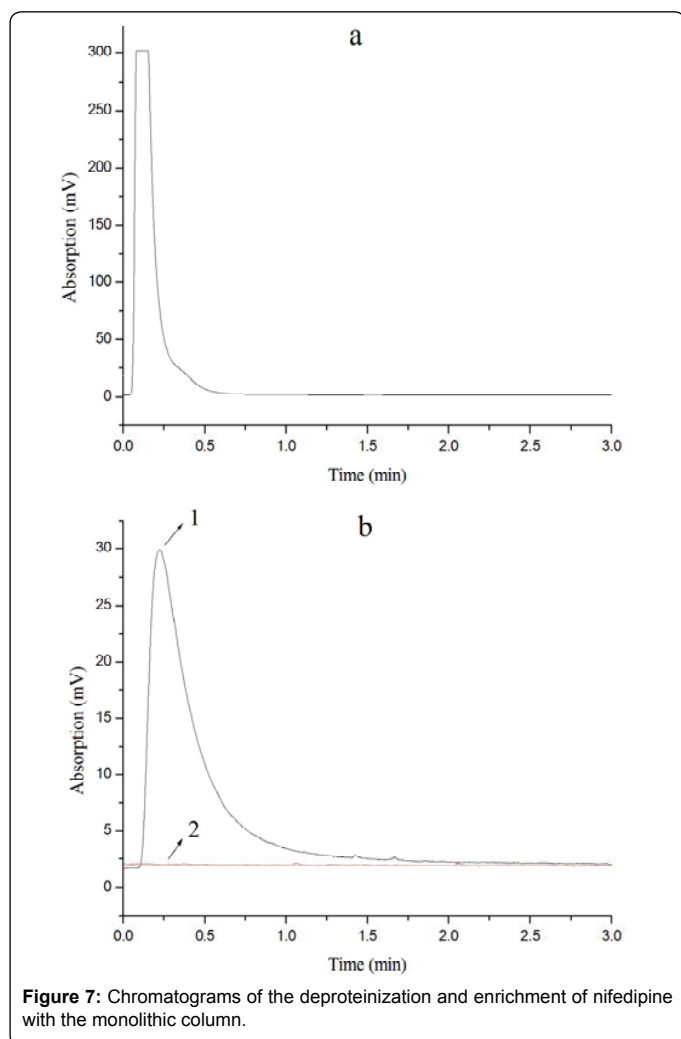 a
300
250
200
150
100
50
0
Absorption (mV)
0.0 0.5 1.0 1.5 2.0 2.5 3.0
Time (min)
b
1
30
25
20
15
10
5
0
2
Absorption (mV)
0.0 0.5 1.0 1.5 2.0 2.5 3.0
Time (min)
Figure 7: Chromatograms of the deproteinization and enrichment of nifedipine
with the monolithic column.